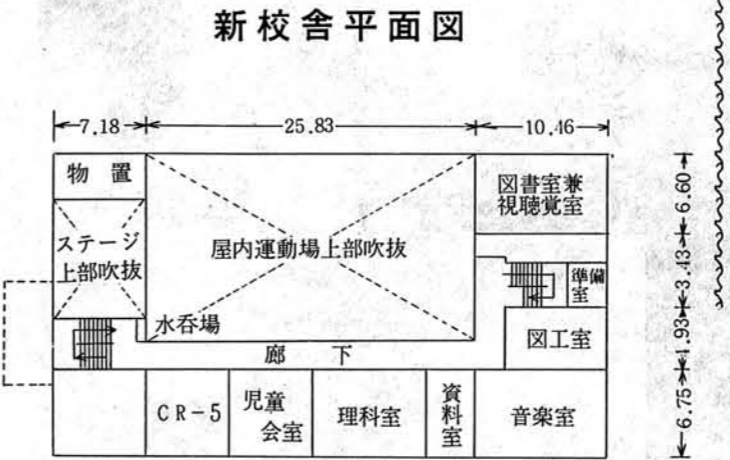 新校舎平面図
7.18
25.83
10.46
物置
図書室兼
視聴覚室
6.60
ステージ
上部吹抜
屋内運動場上部吹抜
3.43
準備
室
水呑場
図工室
廊下
CR-5
児童
会室
理科室
資料室
音楽室
6.75